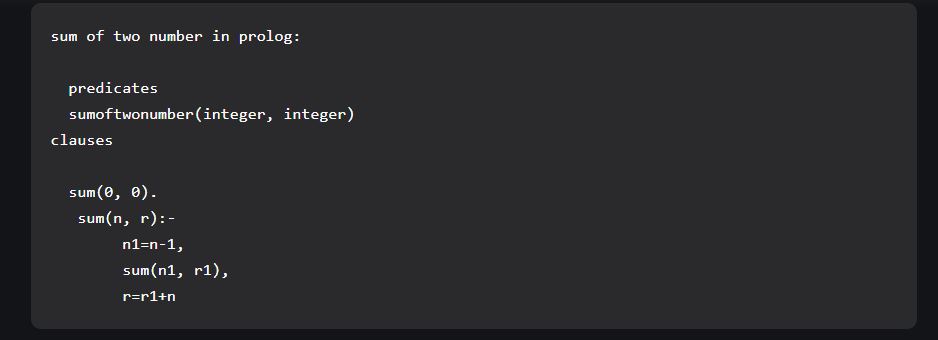 sum of two number in prolog:
predicates
sumoftwonumber(integer, integer)
clauses
sum(0, 0).
sum(n, r):-
n1=n-1,
sum(n1, r1),
r=r1+n